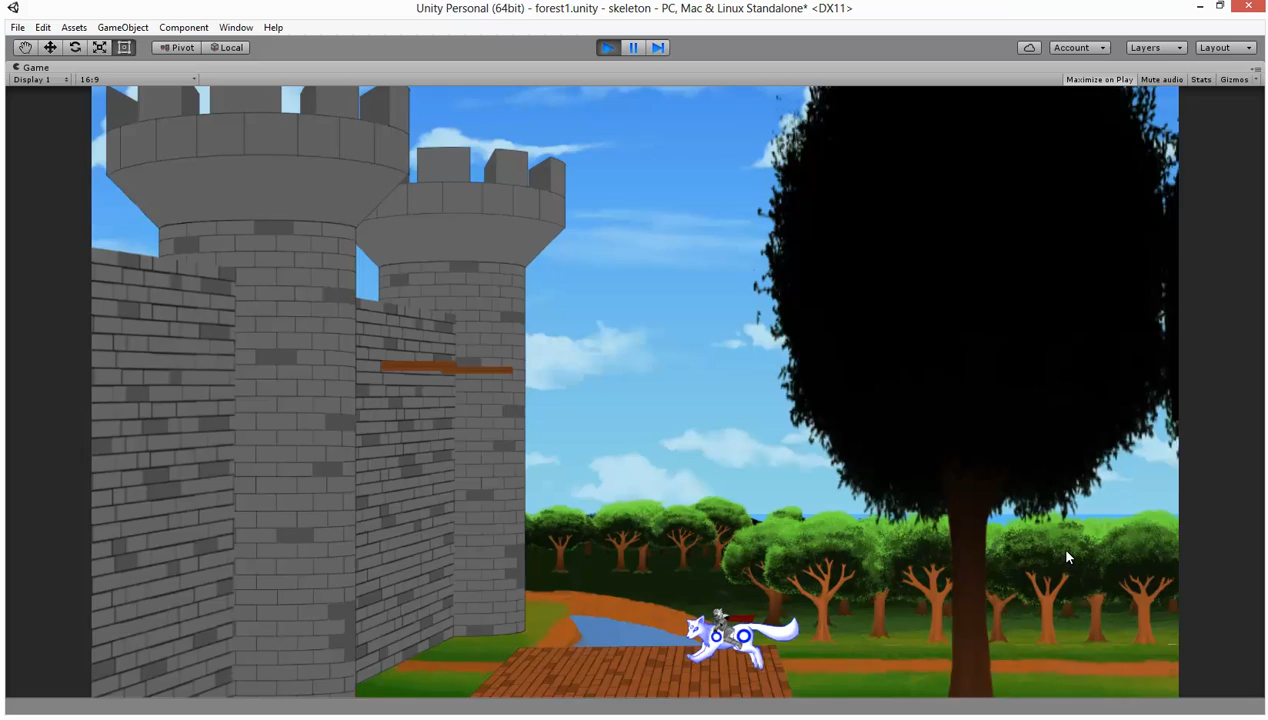 Unity Personal (64bit) - forest1.unity - skeleton - PC, Mac & Linux Standalone* <DX11>
File Edit Assets GameObject Component Window Help
Pivot Local Account Layers Layout
Game
Display 1 16:9 Maximize on Play Mute audio Stats Gizmos